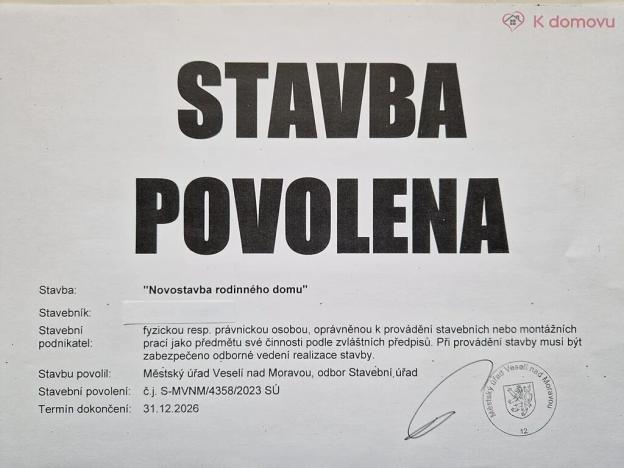 K domovu
STAVBA
POVOLENA
Stavba: "Novostavba rodinného domu"
Stavebník:
Stavební podnikatel: fyzickou resp. právnickou osobou, oprávněnou k provádění stavebních nebo montážních
prací jako předmětu své činnosti podle zvláštních předpisů. Při provádění stavby musí být
zabezpečeno odborné vedení realizace stavby.
Stavbu povolil: Městský úřad Veselí nad Moravou, odbor Stavební úřad
Stavební povolení: č.j. S-MVNM/4358/2023 SÚ
Termín dokončení: 31.12.2026
Městský úřad Veselí nad Moravou
12